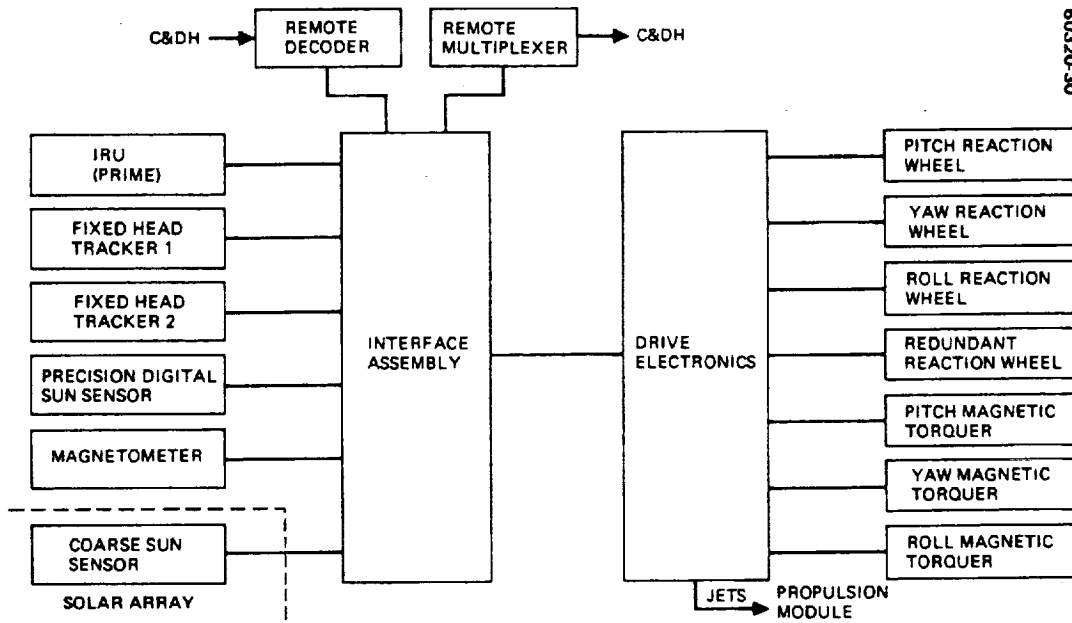 60320-30
C&DH
REMOTE
DECODER
REMOTE
MULTIPLEXER
C&DH
IRU
(PRIME)
FIXED HEAD
TRACKER 1
FIXED HEAD
TRACKER 2
PRECISION DIGITAL
SUN SENSOR
MAGNETOMETER
COARSE SUN
SENSOR
SOLAR ARRAY
INTERFACE
ASSEMBLY
DRIVE
ELECTRONICS
PITCH REACTION
WHEEL
YAW REACTION
WHEEL
ROLL REACTION
WHEEL
REDUNDANT
REACTION WHEEL
PITCH MAGNETIC
TORQUER
YAW MAGNETIC
TORQUER
ROLL MAGNETIC
TORQUER
JETS
PROPULSION
MODULE